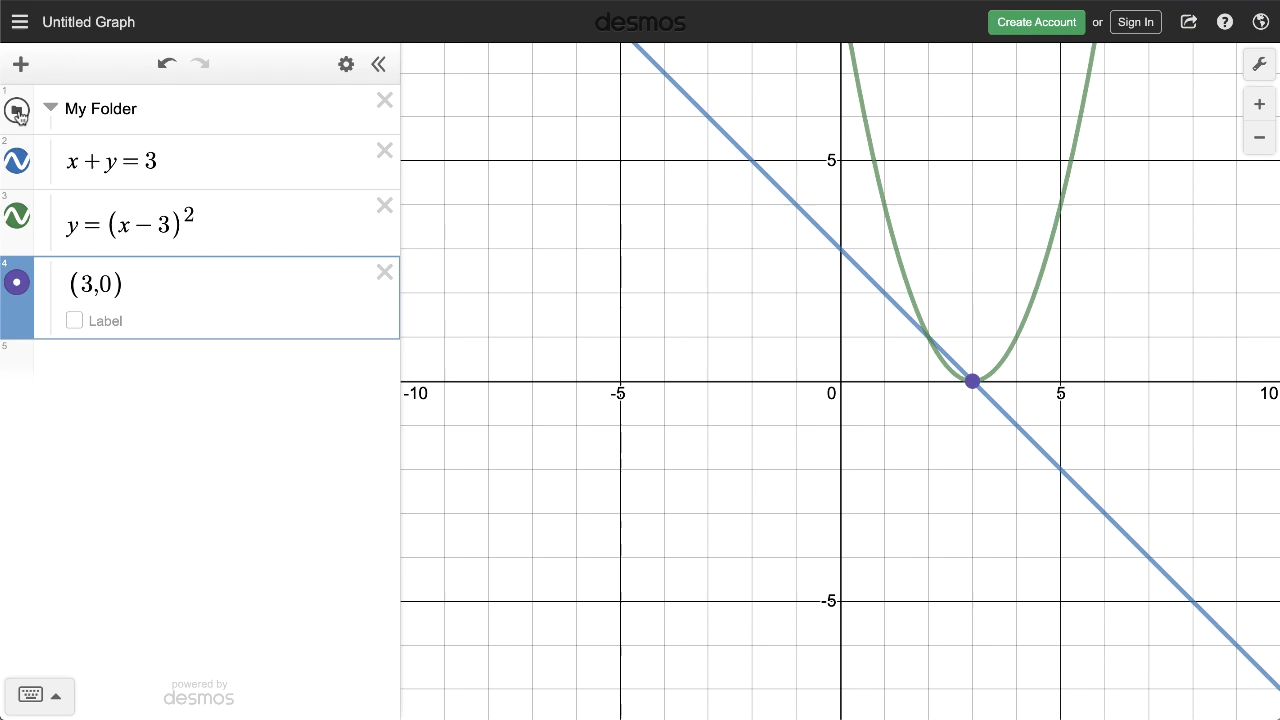 Untitled Graph
desmos
Create Account or Sign In
1
My Folder
2
x + y = 3
3
y = (x − 3)²
4
(3,0)
Label
5
powered by
desmos
5
-10 -5 0 5 10
-5